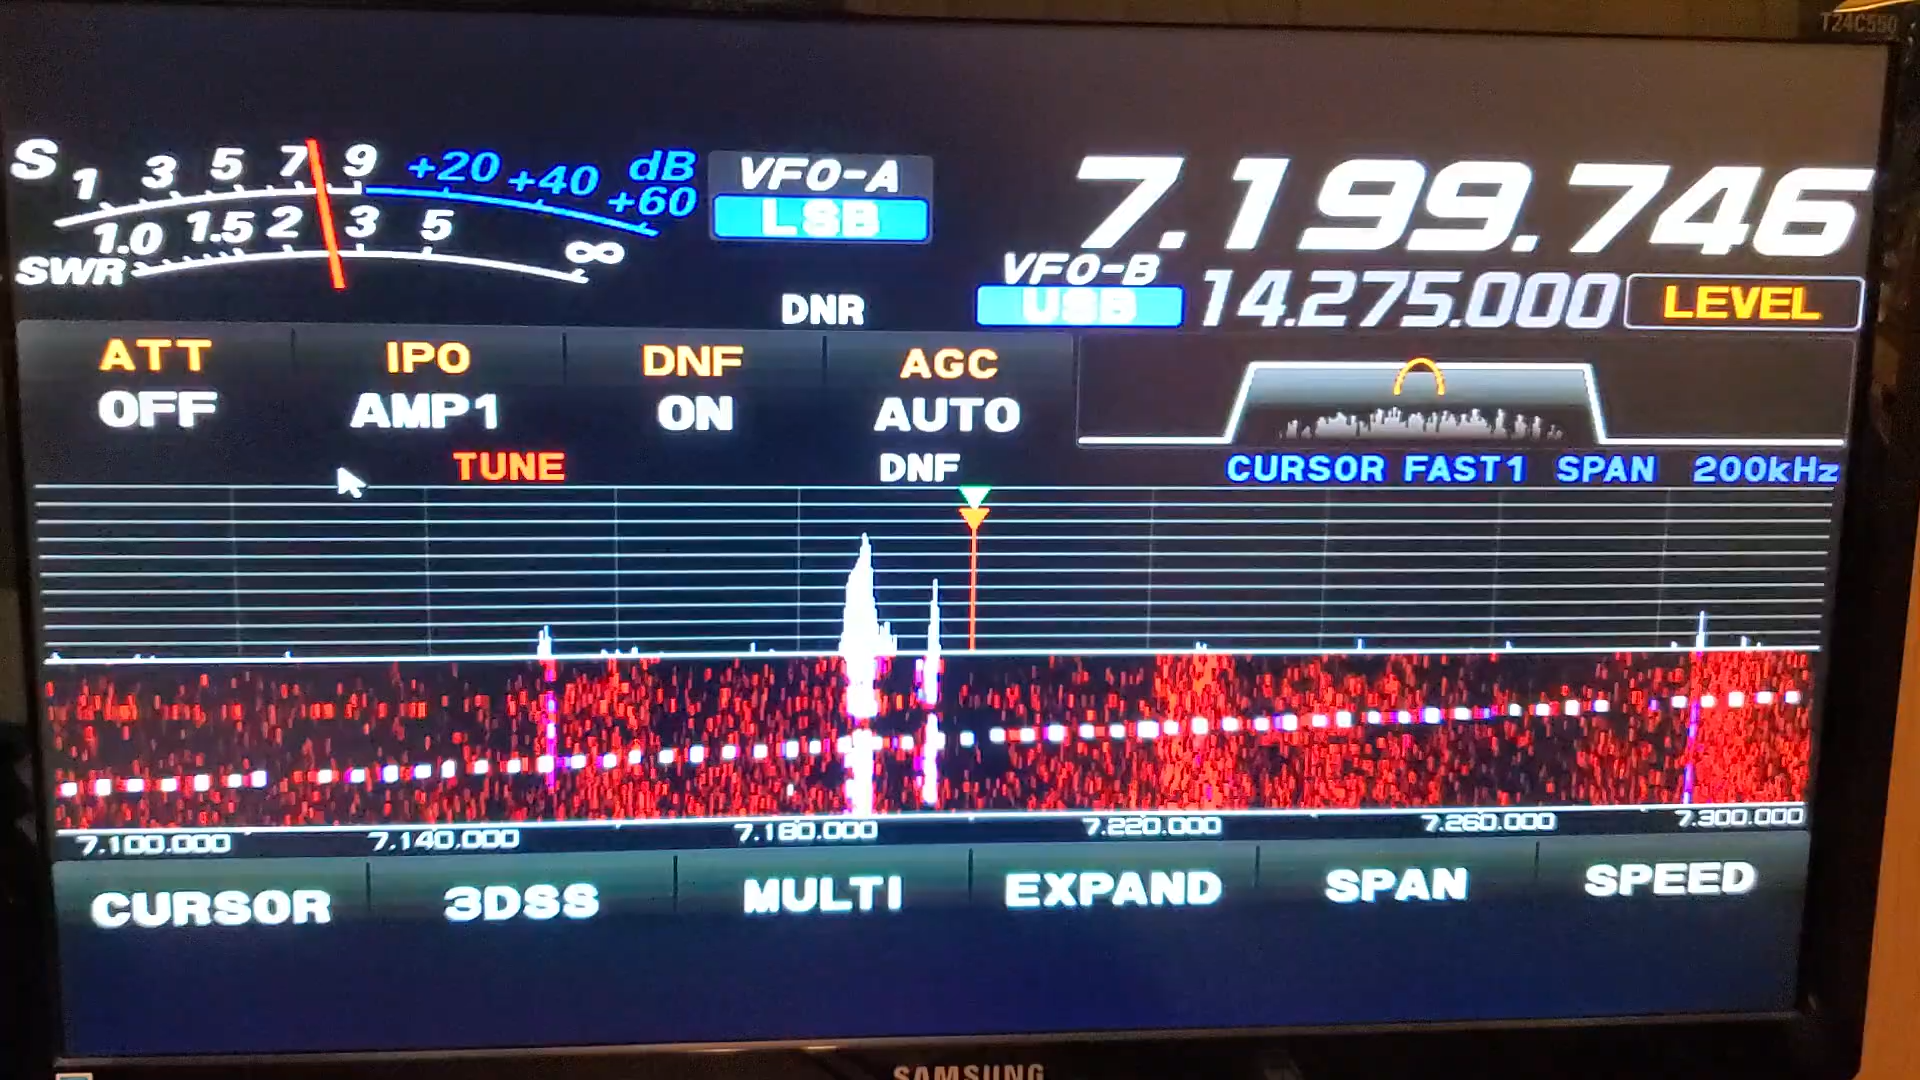 T24C550
S 1 3 5 7 9 +20 +40 +60 dB
1.0 1.5 2 3 5 ∞
SWR
VFO-A
LSB
7.199.746
VFO-B
USB
14.275.000
LEVEL
DNR
ATT IPO DNF AGC
OFF AMP1 ON AUTO
TUNE DNF CURSOR FAST1 SPAN 200kHz
7.100.000 7.140.000 7.180.000 7.220.000 7.260.000 7.300.000
CURSOR 3DSS MULTI EXPAND SPAN SPEED
SAMSUNG